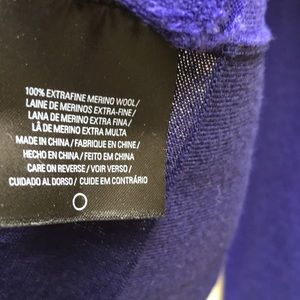 100% EXTRAFINE MERINO WOOL/
LAINE DE MERINOS EXTRA-FINE/
LANA DE MERINO EXTRA FINA/
LÃ DE MERINO EXTRA MULTA
MADE IN CHINA / FABRIQUE EN CHINE/
HECHO EN CHINA / FEITO EM CHINA
CARE ON REVERSE / VOIR VERSO/
CUIDADO AL DORSO / CUIDE EM CONTRÁRIO